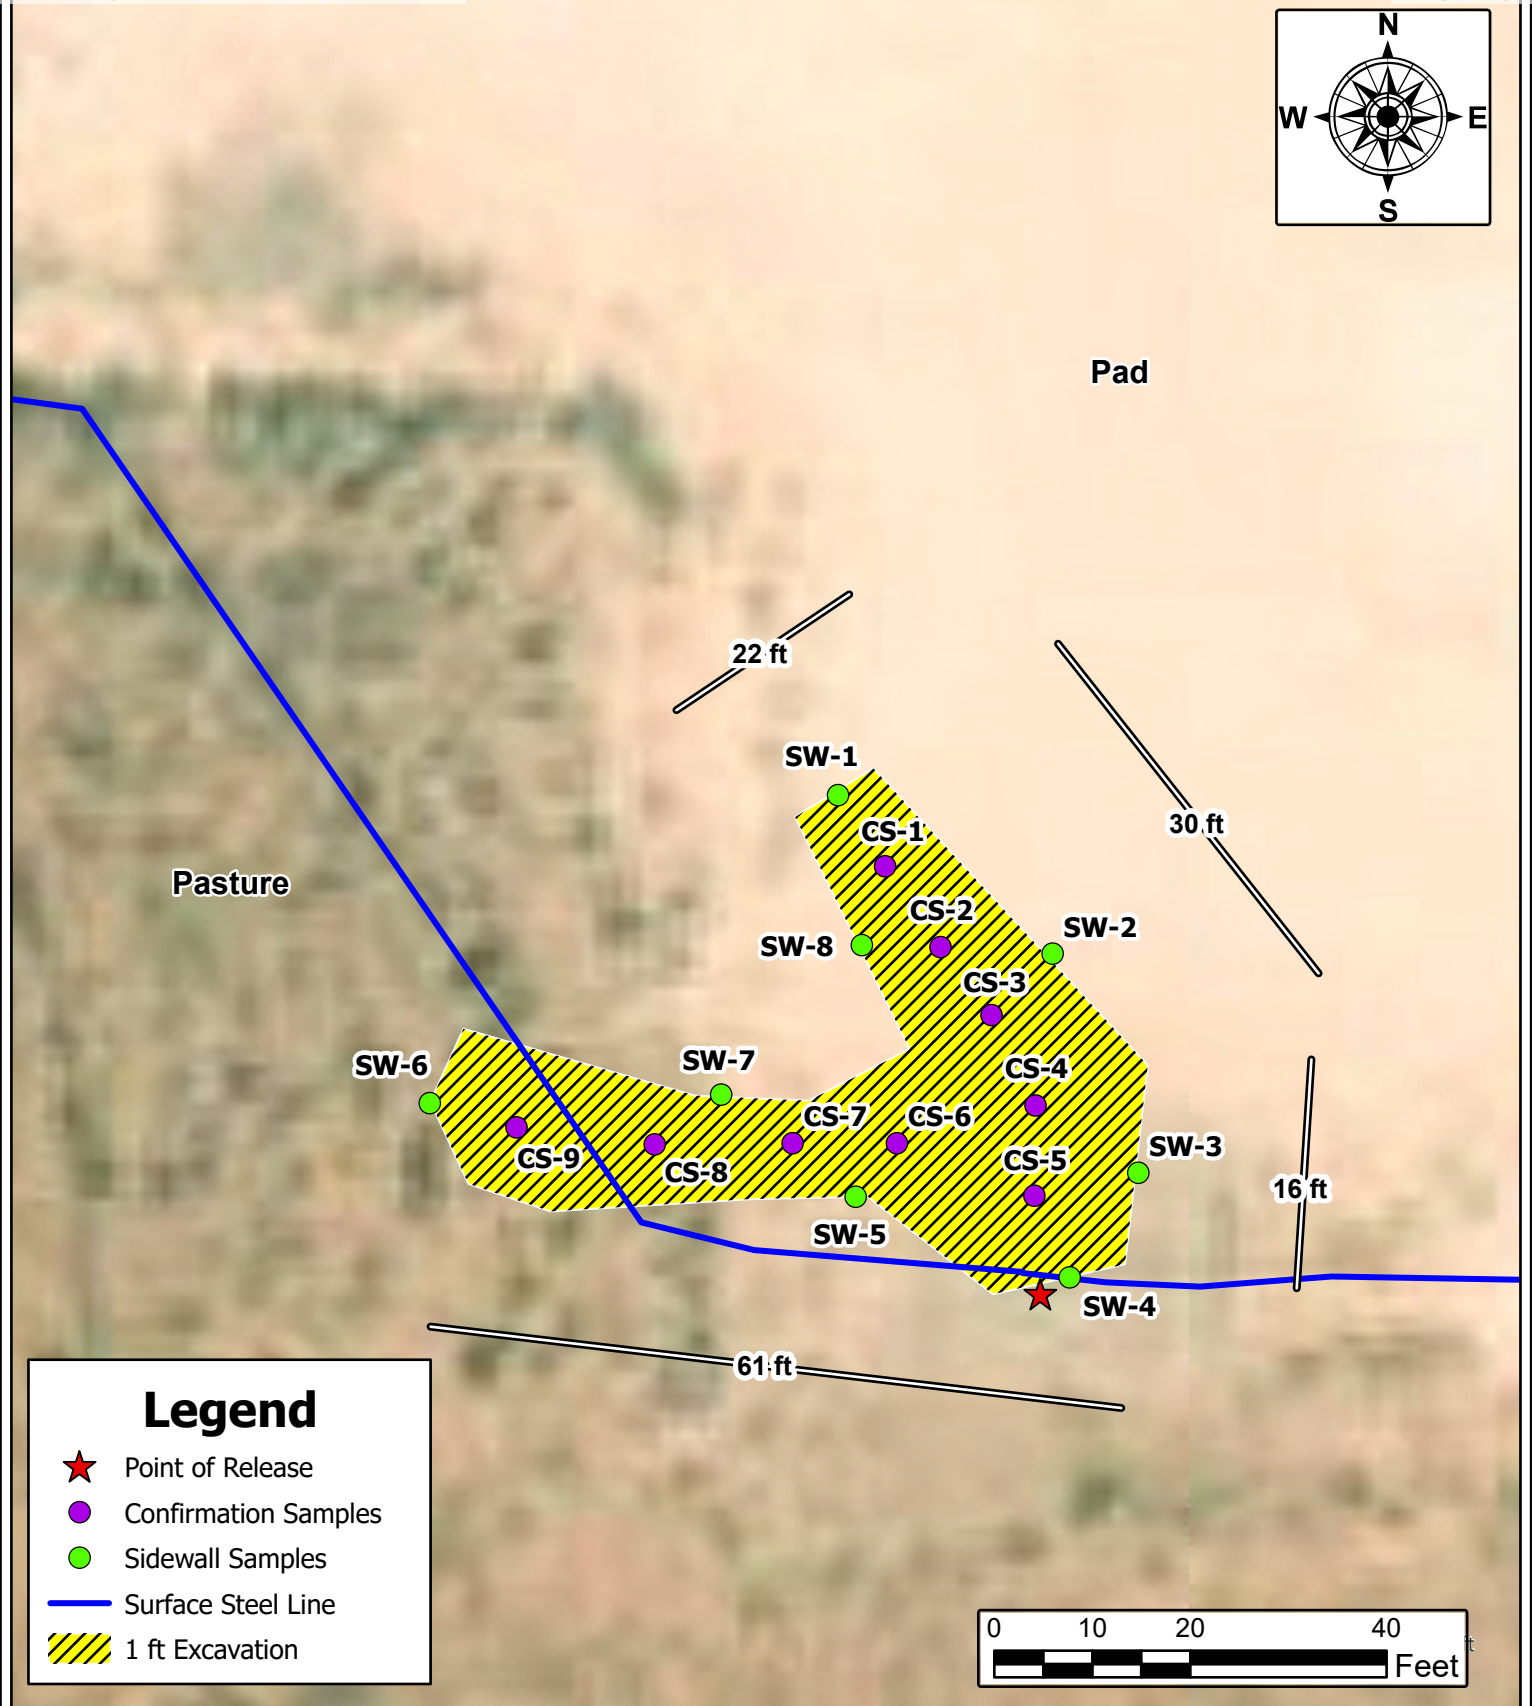 N
W E
S
Pad
22 ft
30 ft
SW-1
CS-1
Pasture
CS-2
SW-2
SW-8
CS-3
SW-6
SW-7
CS-4
CS-7
CS-6
SW-3
CS-9
CS-8
CS-5
16 ft
SW-5
SW-4
61 ft
Legend
Point of Release
Confirmation Samples
Sidewall Samples
Surface Steel Line
1 ft Excavation
0 10 20 40
Feet